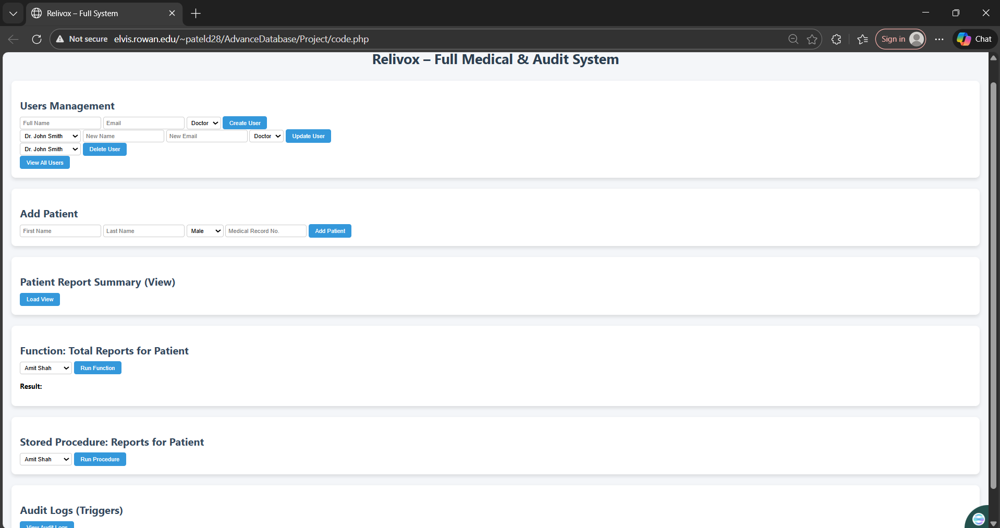 Relivox – Full System
Not secure elvis.rowan.edu/~pateld28/AdvanceDatabase/Project/code.php Sign in Chat
Relivox – Full Medical & Audit System
Users Management
Full Name Email Doctor Create User
Dr. John Smith New Name New Email Doctor Update User
Dr. John Smith Delete User
View All Users
Add Patient
First Name Last Name Male Medical Record No. Add Patient
Patient Report Summary (View)
Load View
Function: Total Reports for Patient
Amit Shah Run Function
Result:
Stored Procedure: Reports for Patient
Amit Shah Run Procedure
Audit Logs (Triggers)
View Audit Logs